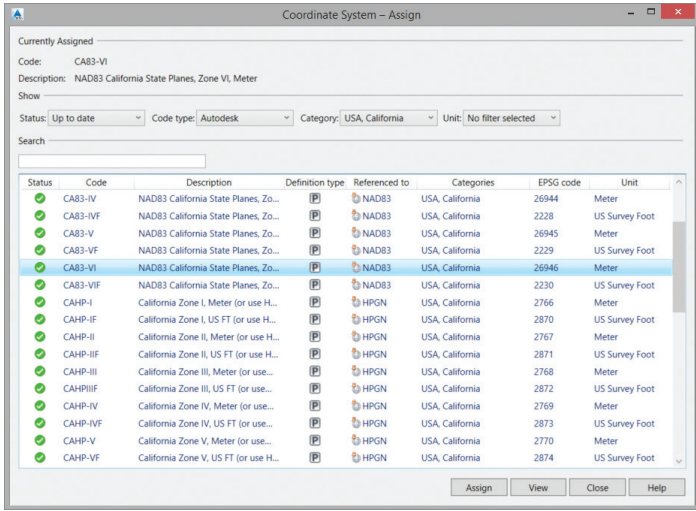 Coordinate System – Assign
Currently Assigned
Code: CA83-VI
Description: NAD83 California State Planes, Zone VI, Meter
Show
Status: Up to date Code type: Autodesk Category: USA, California Unit: No filter selected
Search
Status Code Description Definition type Referenced to Categories EPSG code Unit
CA83-IV NAD83 California State Planes, Zo... P NAD83 USA, California 26944 Meter
CA83-IVF NAD83 California State Planes, Zo... P NAD83 USA, California 2228 US Survey Foot
CA83-V NAD83 California State Planes, Zo... P NAD83 USA, California 26945 Meter
CA83-VF NAD83 California State Planes, Zo... P NAD83 USA, California 2229 US Survey Foot
CA83-VI NAD83 California State Planes, Zo... P NAD83 USA, California 26946 Meter
CA83-VIF NAD83 California State Planes, Zo... P NAD83 USA, California 2230 US Survey Foot
CAHP-I California Zone I, Meter (or use H... P HPGN USA, California 2766 Meter
CAHP-IF California Zone I, US FT (or use H... P HPGN USA, California 2870 US Survey Foot
CAHP-II California Zone II, Meter (or use H... P HPGN USA, California 2767 Meter
CAHP-IIF California Zone II, US FT (or use H... P HPGN USA, California 2871 US Survey Foot
CAHP-III California Zone III, Meter (or use... P HPGN USA, California 2768 Meter
CAHPIIIF California Zone III, US FT (or use... P HPGN USA, California 2872 US Survey Foot
CAHP-IV California Zone IV, Meter (or use... P HPGN USA, California 2769 Meter
CAHP-IVF California Zone IV, US FT (or use... P HPGN USA, California 2873 US Survey Foot
CAHP-V California Zone V, Meter (or use... P HPGN USA, California 2770 Meter
CAHP-VF California Zone V, US FT (or use H... P HPGN USA, California 2874 US Survey Foot
Assign View Close Help